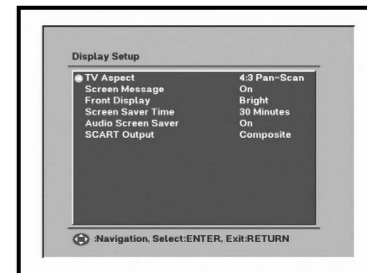 Display Setup
TV Aspect 4:3 Pan-Scan
Screen Message On
Front Display Bright
Screen Saver Time 30 Minutes
Audio Screen Saver On
SCART Output Composite
:Navigation, Select:ENTER, Exit:RETURN